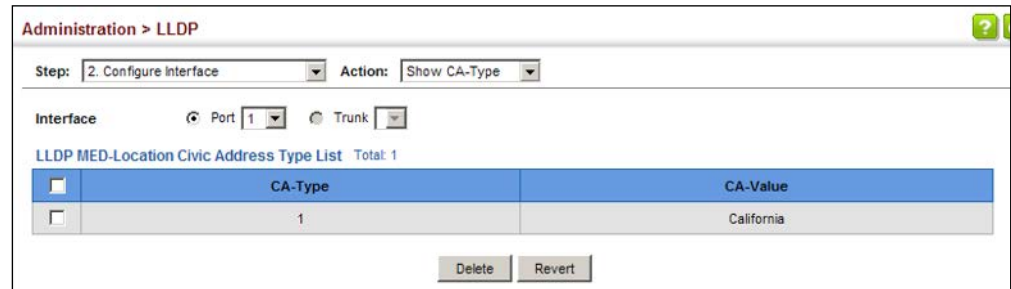 Administration > LLDP
?
Step: 2. Configure Interface Action: Show CA-Type
Interface Port 1 Trunk
LLDP MED-Location Civic Address Type List Total: 1
CA-Type CA-Value
1 California
Delete Revert